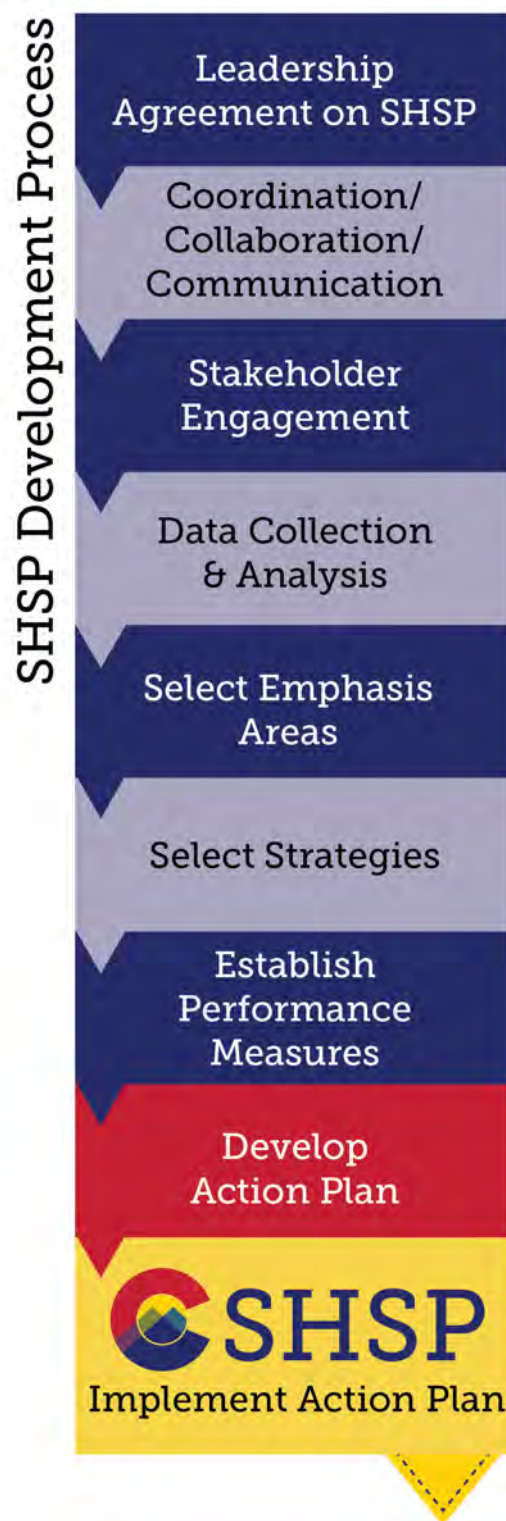 SHSP Development Process
Leadership
Agreement on SHSP
Coordination/
Collaboration/
Communication
Stakeholder
Engagement
Data Collection
& Analysis
Select Emphasis
Areas
Select Strategies
Establish
Performance
Measures
Develop
Action Plan
SHSP
Implement Action Plan